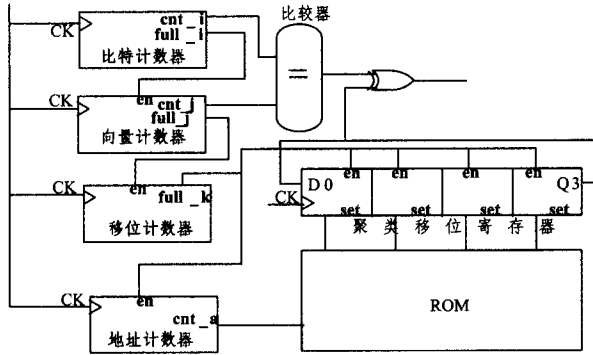 CK
cnt_i
full_i
比特计数器
比较器
==
CK
en
cnt_j
full_j
向量计数器
CK
en
full_k
移位计数器
en en en en
D0 Q3
CK
set set set set
聚类移位寄存器
ROM
CK
en
cnt_a
地址计数器